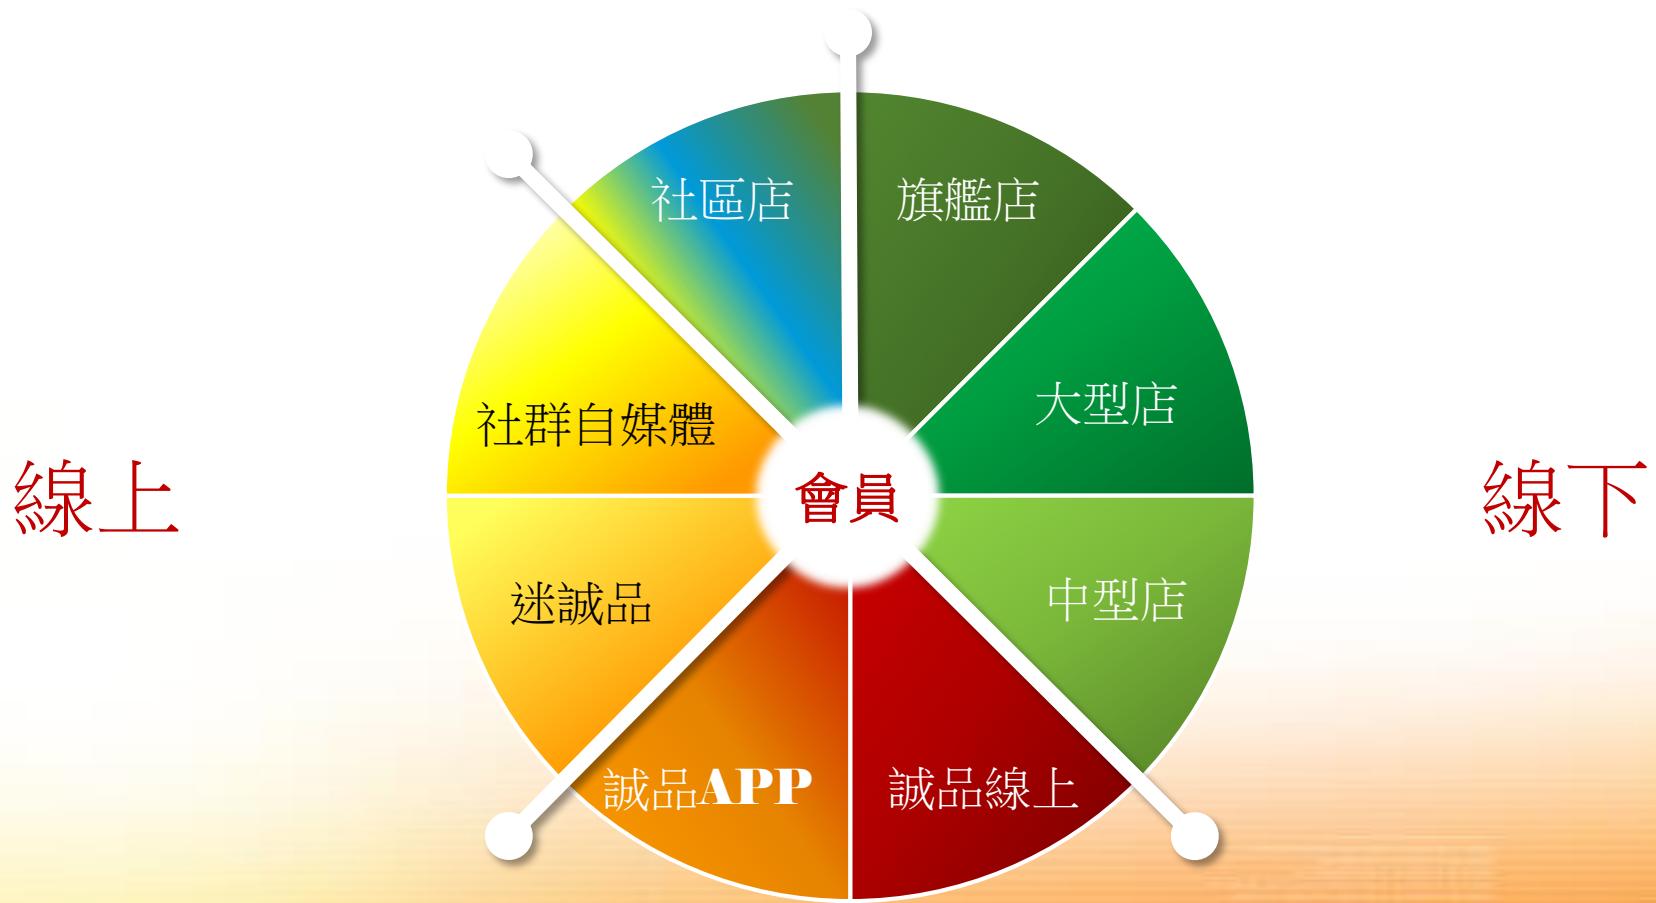 社區店
旗艦店
大型店
社群自媒體
線上
會員
線下
中型店
迷誠品
誠品APP
誠品線上